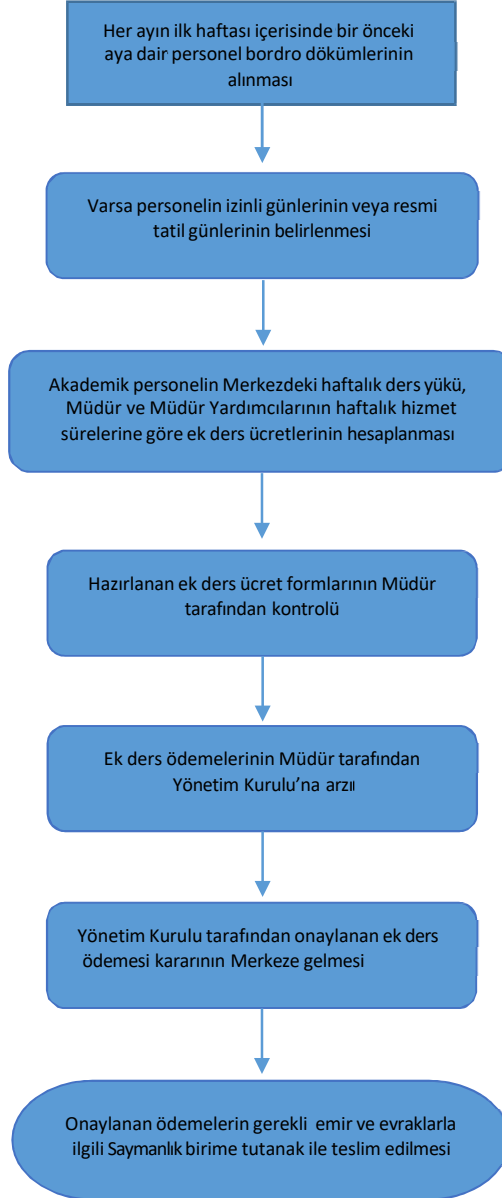 Her ayın ilk haftası içerisinde bir önceki
aya dair personel bordro dökümlerinin
alınması
Varsa personelin izinli günlerinin veya resmi
tatil günlerinin belirlenmesi
Akademik personelin Merkezdeki haftalık ders yükü,
Müdür ve Müdür Yardımcılarının haftalık hizmet
sürelerine göre ek ders ücretlerinin hesaplanması
Hazırlanan ek ders ücret formlarının Müdür
tarafından kontrolü
Ek ders ödemelerinin Müdür tarafından
Yönetim Kurulu’na arzıı
Yönetim Kurulu tarafından onaylanan ek ders
ödemesi kararının Merkeze gelmesi
Onaylanan ödemelerin gerekli emir ve evraklarla
ilgili Saymanlık birime tutanak ile teslim edilmesi